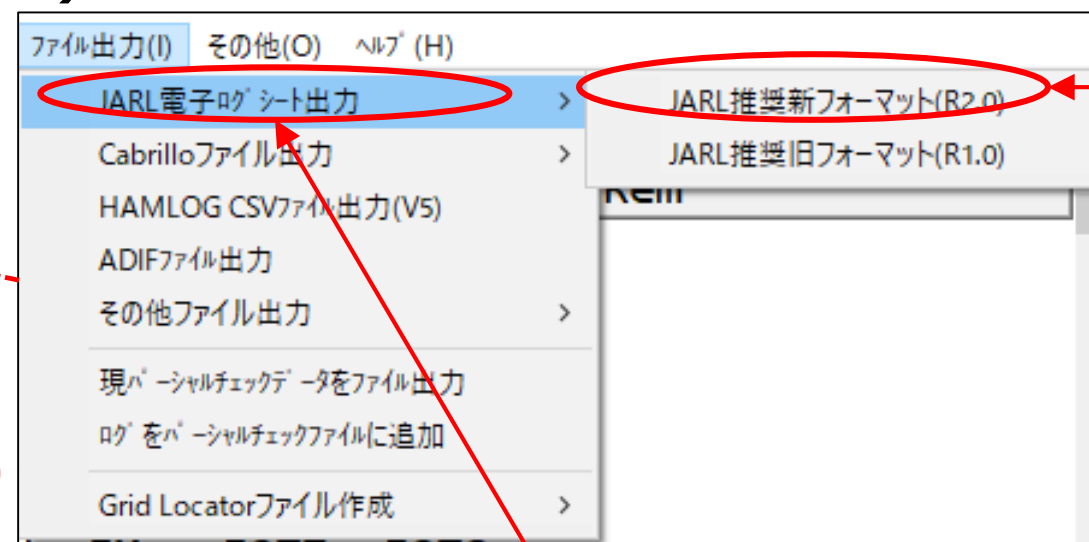 ﾌｧｲﾙ出力(I) その他(O) ﾍﾙﾌﾟ(H)
JARL電子ﾛｸﾞｼｰﾄ出力 >
JARL推奨新フォーマット(R2.0)
Cabrilloファイル出力 >
JARL推奨旧フォーマット(R1.0)
HAMLOG CSVﾌｧｲﾙ出力(V5)
ADIFﾌｧｲﾙ出力
その他ファイル出力 >
現ﾊﾟｰｼｬﾙﾁｪｯｸﾃﾞｰﾀをﾌｧｲﾙ出力
ﾛｸﾞをﾊﾟｰｼｬﾙﾁｪｯｸﾌｧｲﾙに追加
Grid Locatorファイル作成 >